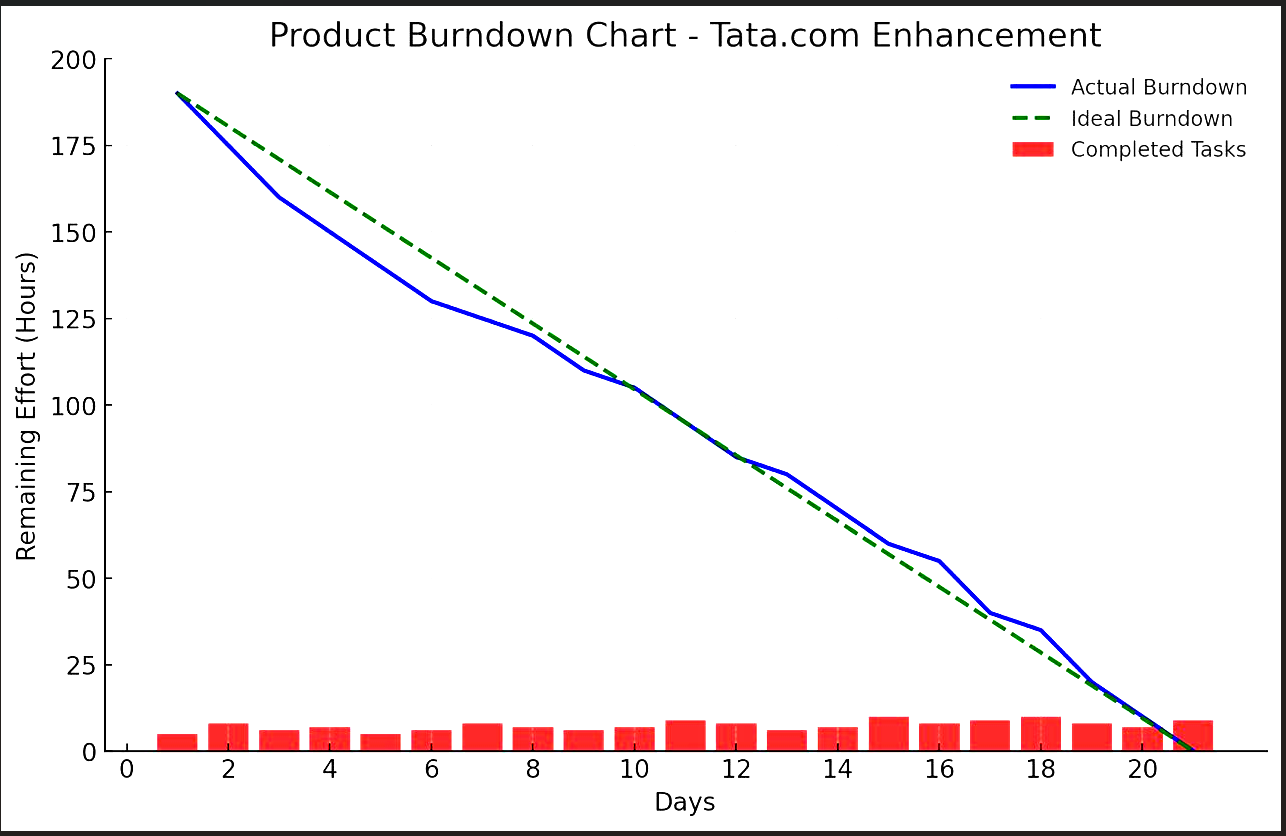 Product Burndown Chart - Tata.com Enhancement
Actual Burndown
Ideal Burndown
Completed Tasks
Remaining Effort (Hours)
200
175
150
125
100
75
50
25
0
0 2 4 6 8 10 12 14 16 18 20
Days